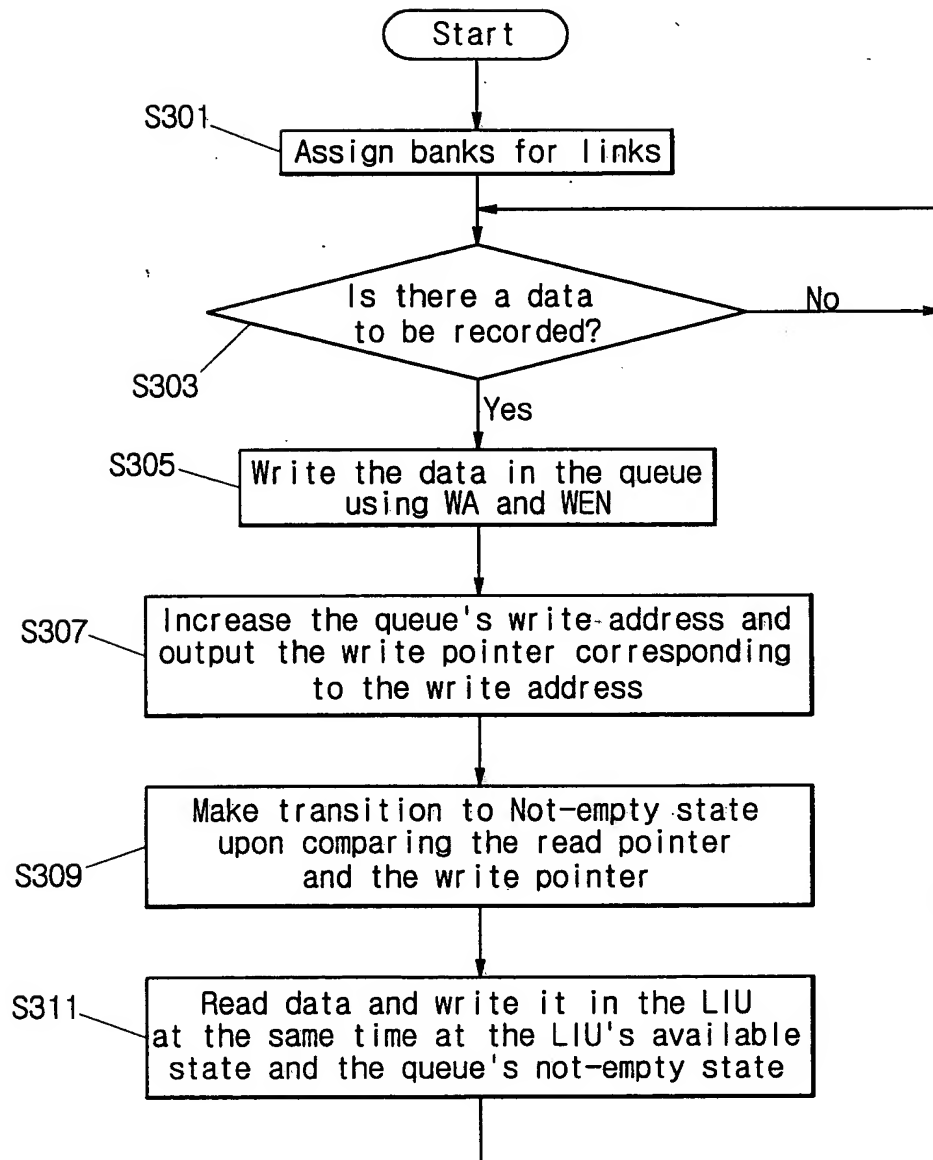 Start
S301
Assign banks for links
Is there a data
to be recorded?
No
S303
Yes
S305
Write the data in the queue
using WA and WEN
S307
Increase the queue's write address and
output the write pointer corresponding
to the write address
Make transition to Not-empty state
upon comparing the read pointer
and the write pointer
S309
S311
Read data and write it in the LIU
at the same time at the LIU's available
state and the queue's not-empty state